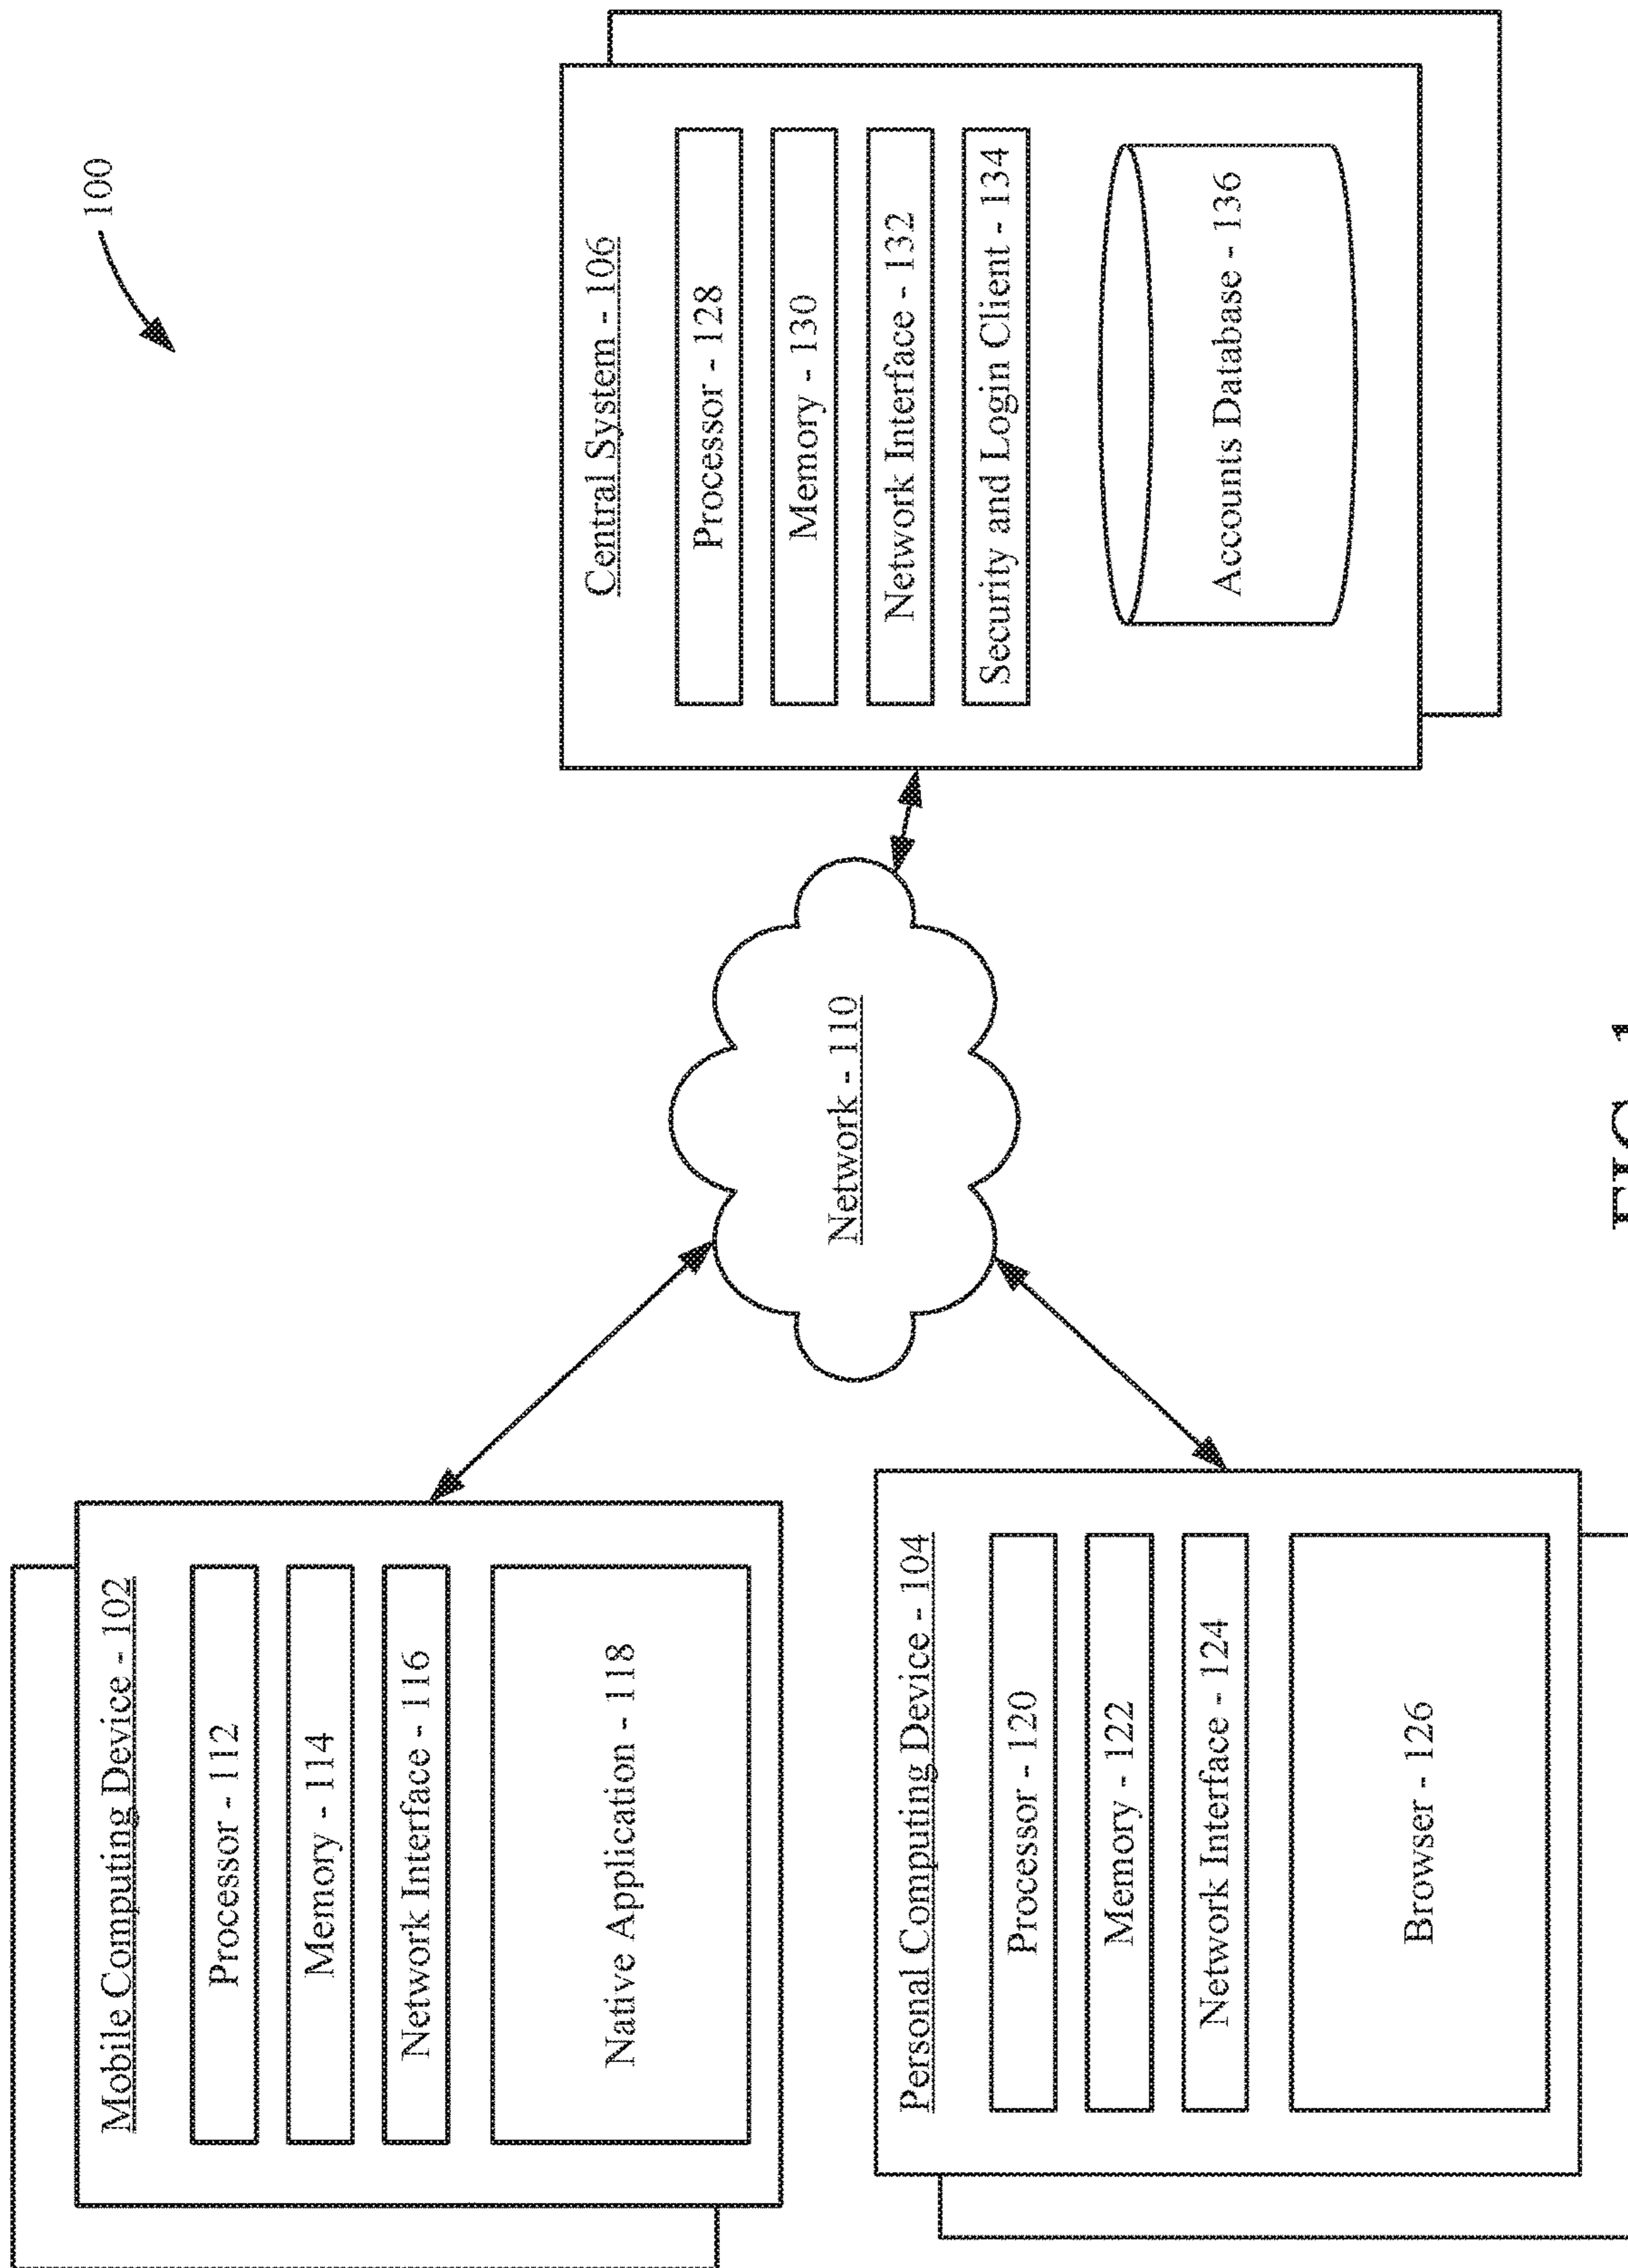 100
Mobile Computing Device - 102
Processor - 112
Memory - 114
Network Interface - 116
Native Application - 118
Personal Computing Device - 104
Processor - 120
Memory - 122
Network Interface - 124
Browser - 126
Network - 110
Central System - 106
Processor - 128
Memory - 130
Network Interface - 132
Security and Login Client - 134
Accounts Database - 136